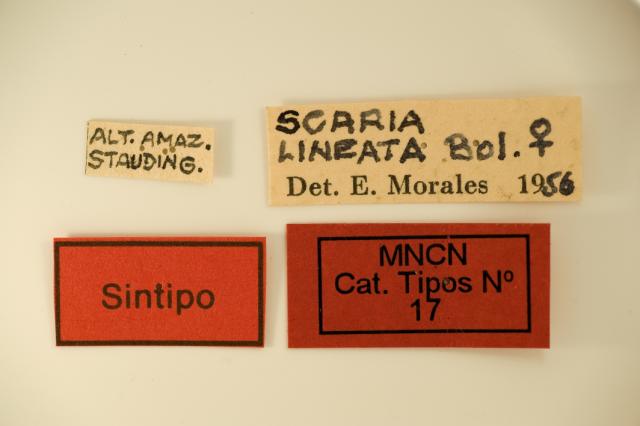 ALT. AMAZ.
STAUDING.
SCARIA
LINEATA Bol. ♀
Det. E. Morales 1956
Sintipo
MNCN
Cat. Tipos Nº
17